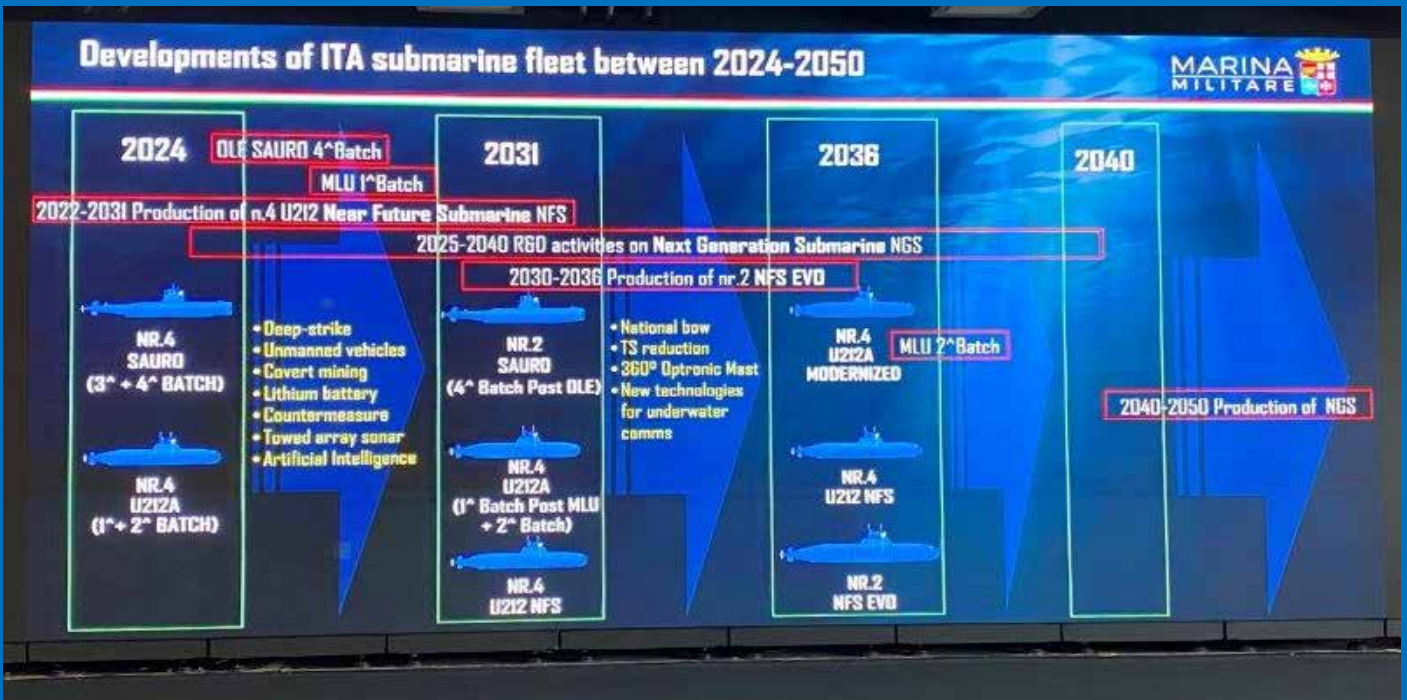 Developments of ITA submarine fleet between 2024-2050
MARINA
MILITARE
2024
OLE SAURO 4^Batch
2031
2036
2040
MLU 1^Batch
2022-2031 Production of n.4 U212 Near Future Submarine NFS
2025-2040 R&D activities on Next Generation Submarine NGS
2030-2036 Production of nr.2 NFS EVO
NR.4
SAURO
(3^ + 4^ BATCH)
NR.4
U212A
(1^+ 2^ BATCH)
•Deep-strike
•Unmanned vehicles
•Covert mining
•Lithium battery
•Countermeasure
•Towed array sonar
•Artificial Intelligence
NR.2
SAURO
(4^ Batch Post OLE)
NR.4
U212A
(1^ Batch Post MLU
+ 2^ Batch)
NR.4
U212 NFS
•National bow
•TS reduction
•360° Optronic Mast
•New technologies
for underwater
comms
NR.4
U212A
MODERNIZED
MLU 2^Batch
NR.4
U212 NFS
NR.2
NFS EVO
2040-2050 Production of NGS